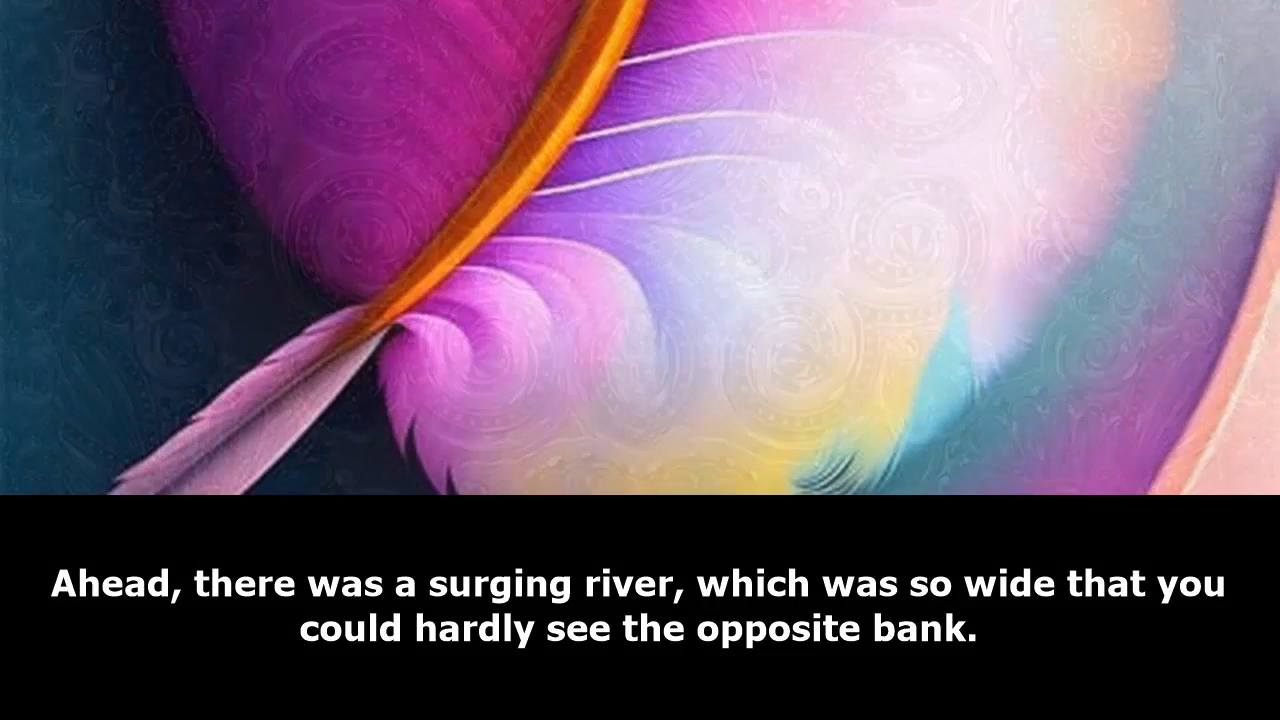 Ahead, there was a surging river, which was so wide that you
could hardly see the opposite bank.